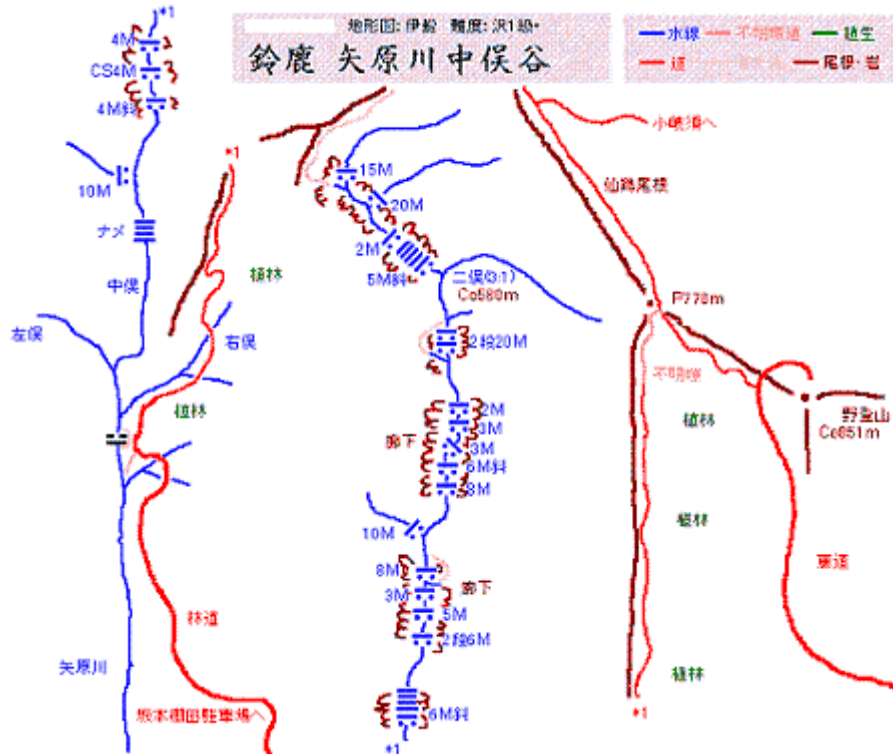 地形図: 伊船 難度: 沢1級*
鈴鹿 矢原川中俣谷
水線
不明瞭道
植生
道
尾根・岩
*1
4M
CS4M
4M斜
10M
ナメ
中俣
左俣
右俣
植林
植林
*1
林道
矢原川
坂本棚田駐車場へ
15M
20M
2M
5M斜
二俣(3:1)
Co580m
2段20M
廊下
2M
3M
3M
6M斜
8M
10M
8M
3M
廊下
5M
2段6M
6M斜
*1
小岐須へ
仙鶏尾根
P778m
不明瞭
野登山
Co851m
植林
植林
車道
植林
*1